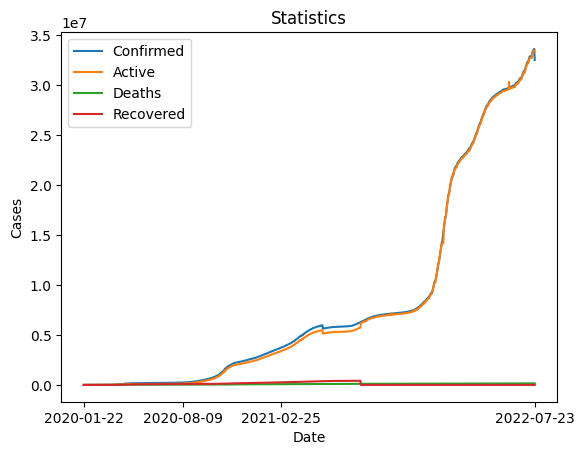 Statistics
1e7
3.5
3.0
2.5
2.0
1.5
1.0
0.5
0.0
Cases
Confirmed
Active
Deaths
Recovered
2020-01-22 2020-08-09 2021-02-25 2022-07-23
Date